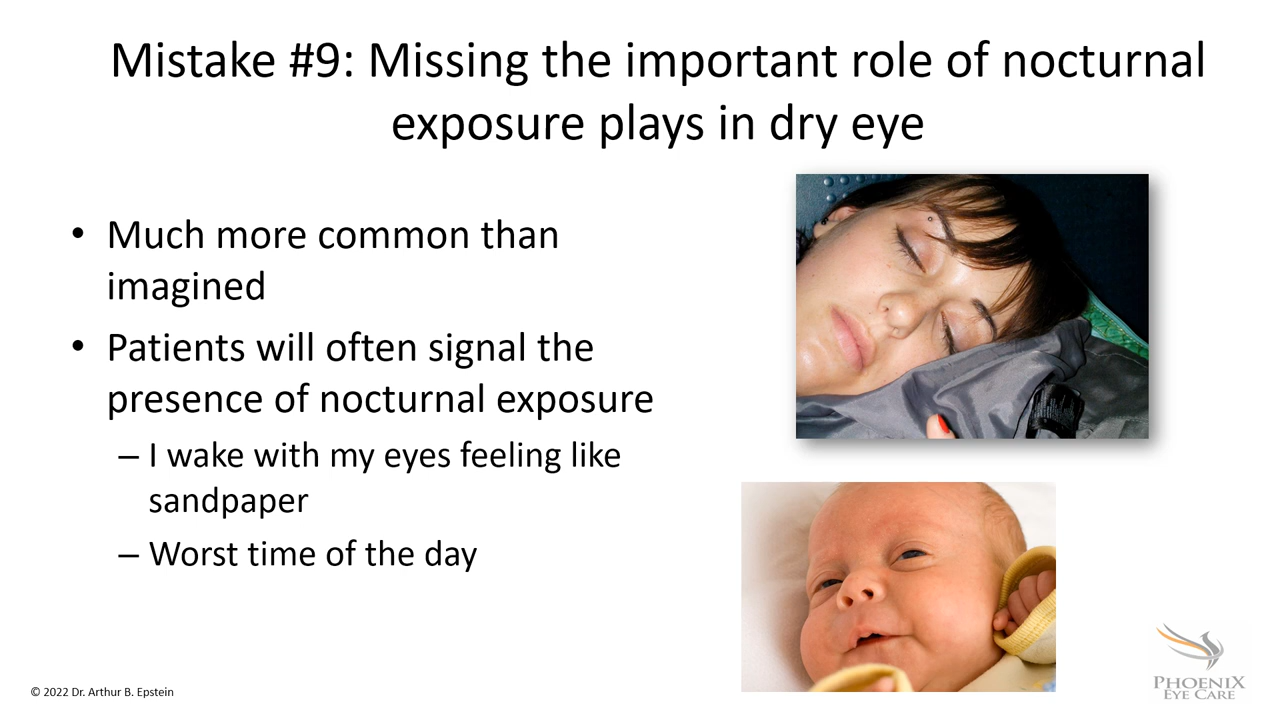 Mistake #9: Missing the important role of nocturnal
exposure plays in dry eye
• Much more common than
imagined
• Patients will often signal the
presence of nocturnal exposure
– I wake with my eyes feeling like
sandpaper
– Worst time of the day
© 2022 Dr. Arthur B. Epstein
PHOENIX
EYE CARE